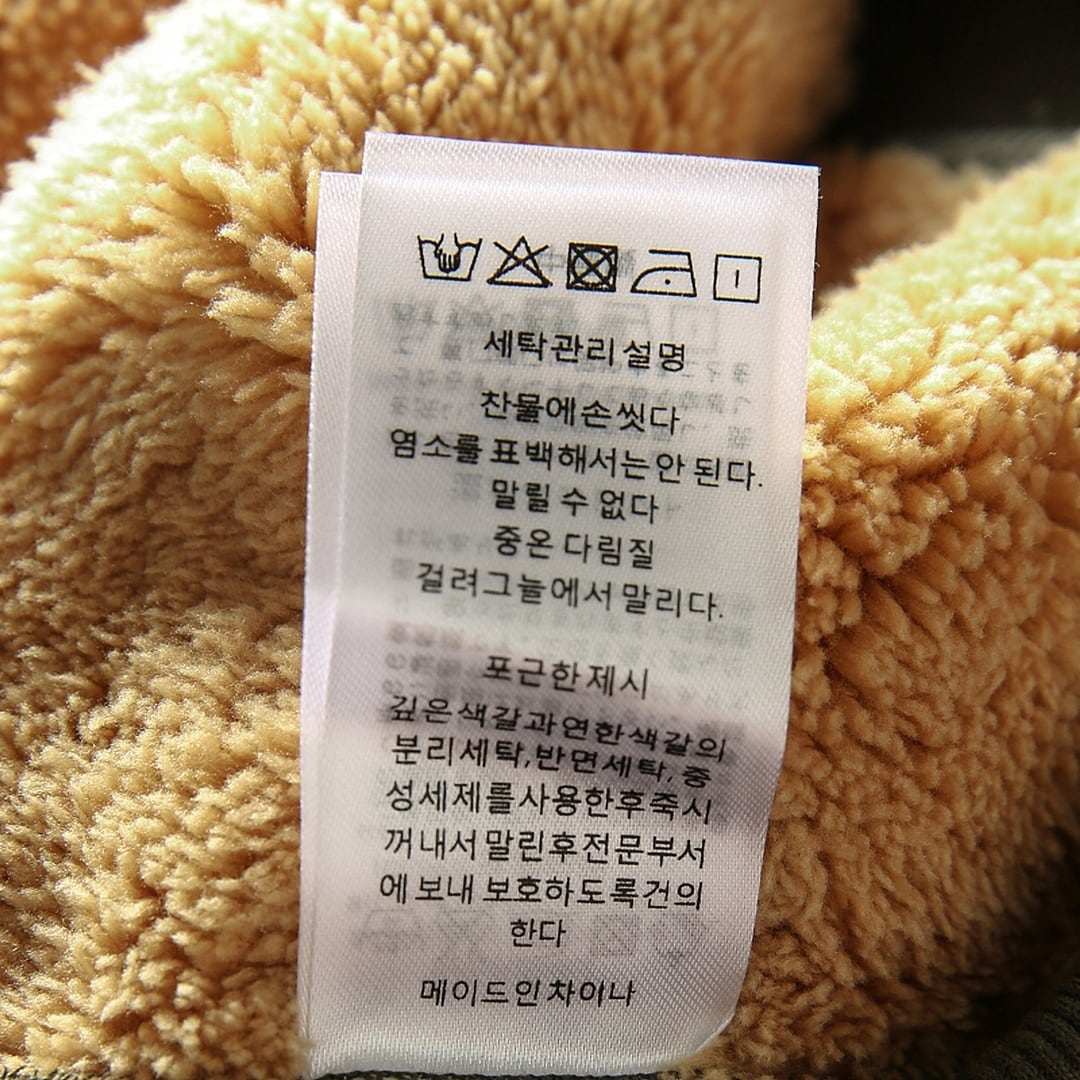 세탁관리 설명
찬물에손씻다
염소를 표백해서는안 된다.
말릴 수 없다
중온 다림질
걸려그늘에서 말리다.
포근한제시
깊은색갈과연한색갈의
분리세탁,반면세탁, 중
성세제를사용한후죽시
꺼내서 말린후전문부서
에 보내 보호하도록건의
한다
메이드인차이나